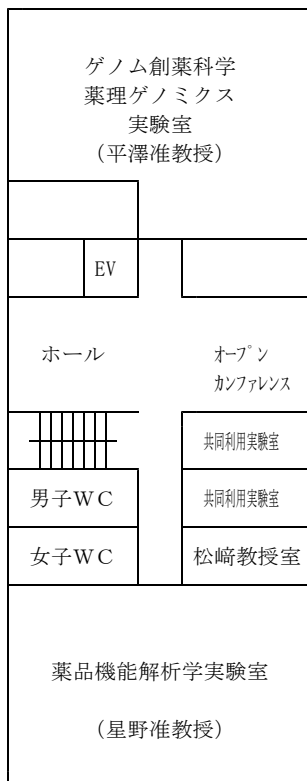 ゲノム創薬科学
薬理ゲノミクス
実験室
(平澤准教授)
EV
ホール
オープン
カンファレンス
共同利用実験室
男子WC
共同利用実験室
女子WC
松﨑教授室
薬品機能解析学実験室
(星野准教授)